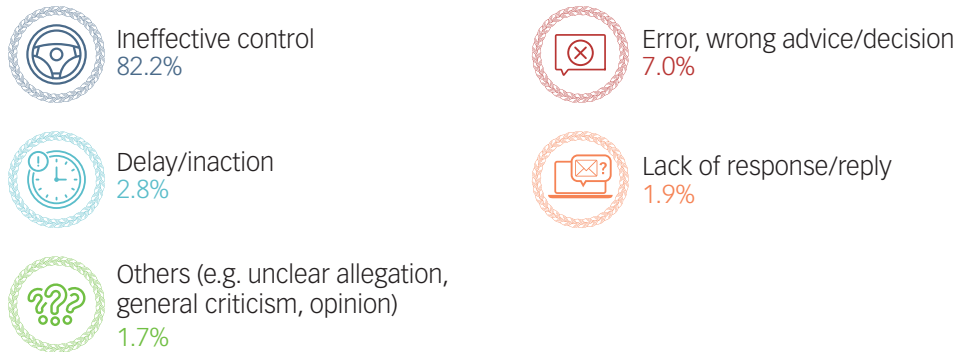 Ineffective control
82.2%
Error, wrong advice/decision
7.0%
Delay/inaction
2.8%
Lack of response/reply
1.9%
Others (e.g. unclear allegation,
general criticism, opinion)
1.7%
!
?
???